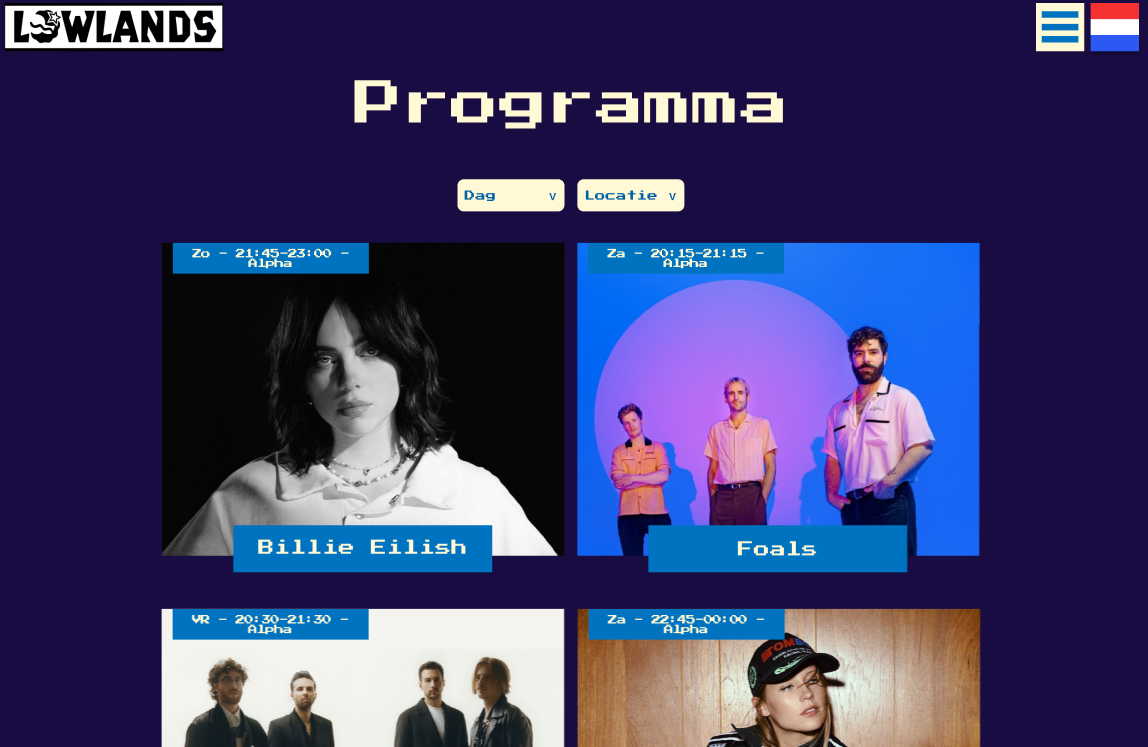 LOWLANDS
Programma
Dag v
Locatie v
Zo - 21:45-23:00 -
Alpha
Za - 20:15-21:15 -
Alpha
Billie Eilish
Foals
VR - 20:30-21:30 -
Alpha
Za - 22:45-00:00 -
Alpha